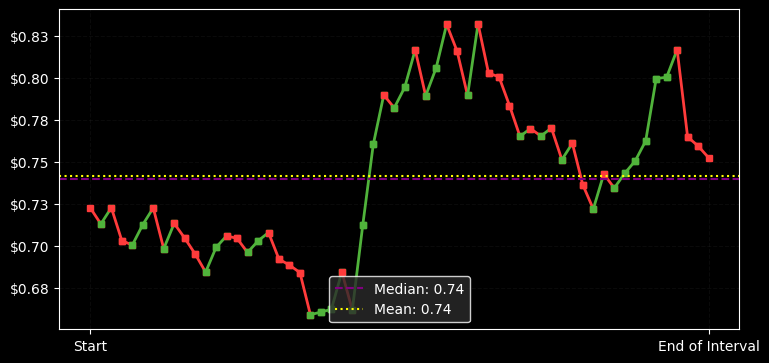 $0.83
$0.80
$0.78
$0.75
$0.73
$0.70
$0.68
Median: 0.74
Mean: 0.74
Start
End of Interval